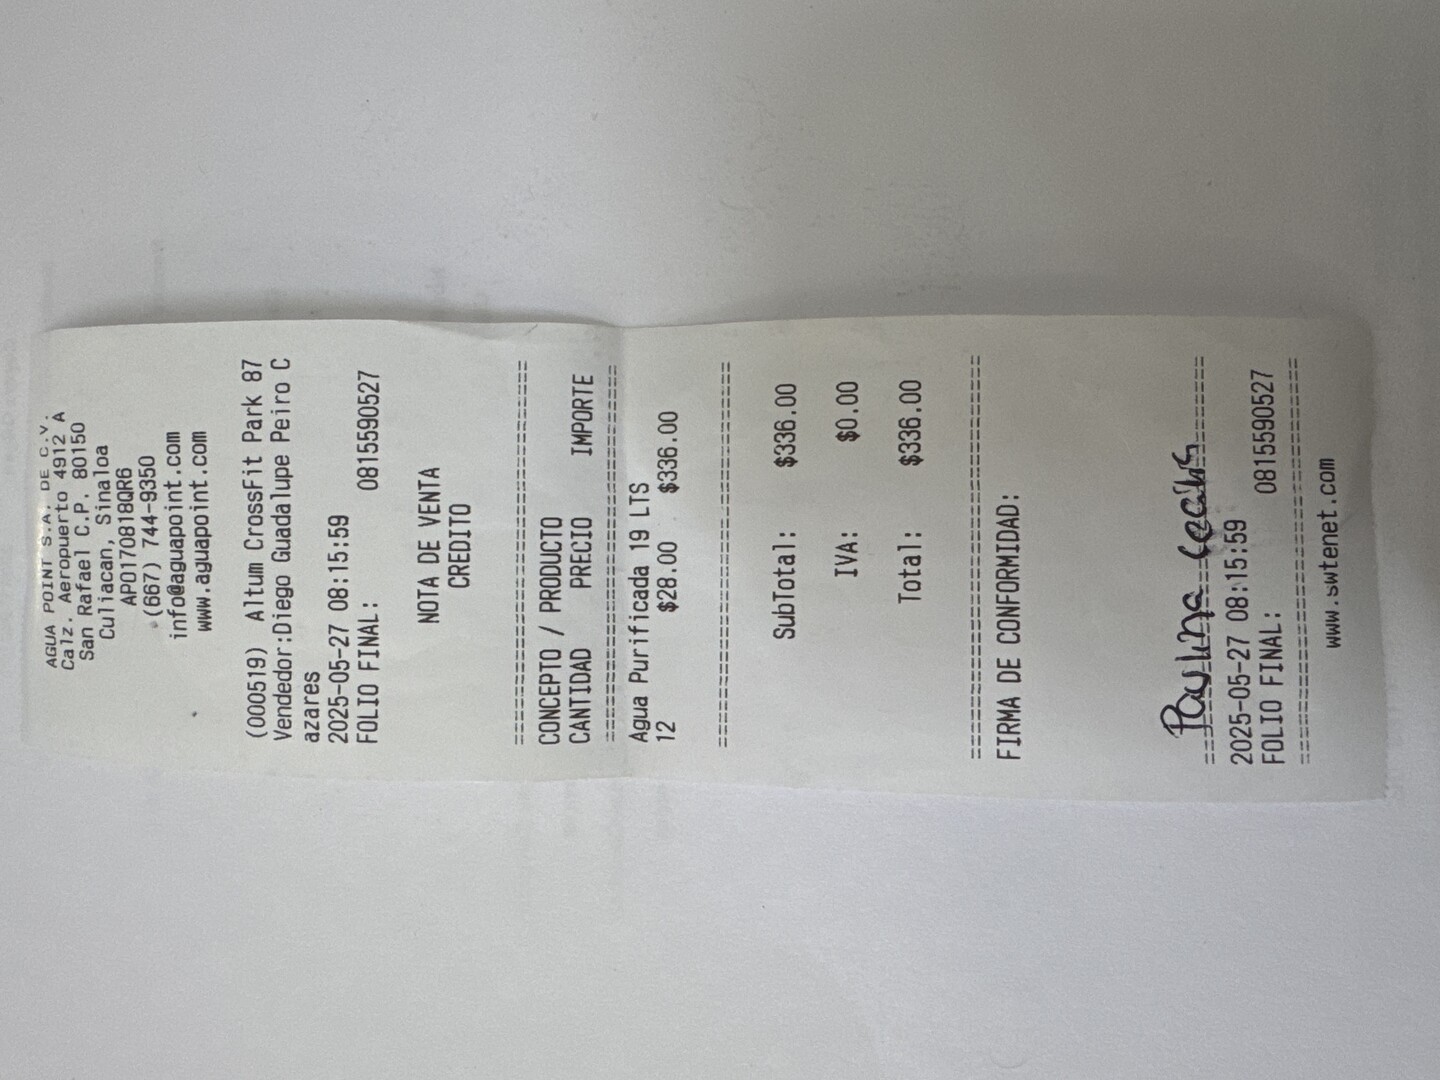 AGUA POINT S.A. DE C.V.
Calz. Aeropuerto 4912 A
San Rafael C.P. 80150
Culiacan, Sinaloa
APO170818QR6
(667) 744-9350
info@aguapoint.com
www.aguapoint.com
(000519) Altum CrossFit Park 87
Vendedor:Diego Guadalupe Peiro C
azares
2025-05-27 08:15:59
FOLIO FINAL: 0815590527
NOTA DE VENTA
CREDITO
================================
CONCEPTO / PRODUCTO
CANTIDAD PRECIO IMPORTE
================================
Agua Purificada 19 LTS
12 $28.00 $336.00
================================
SubTotal: $336.00
IVA: $0.00
Total: $336.00
================================
FIRMA DE CONFORMIDAD:
Paulina
================================
2025-05-27 08:15:59
FOLIO FINAL: 0815590527
================================
www.swtenet.com